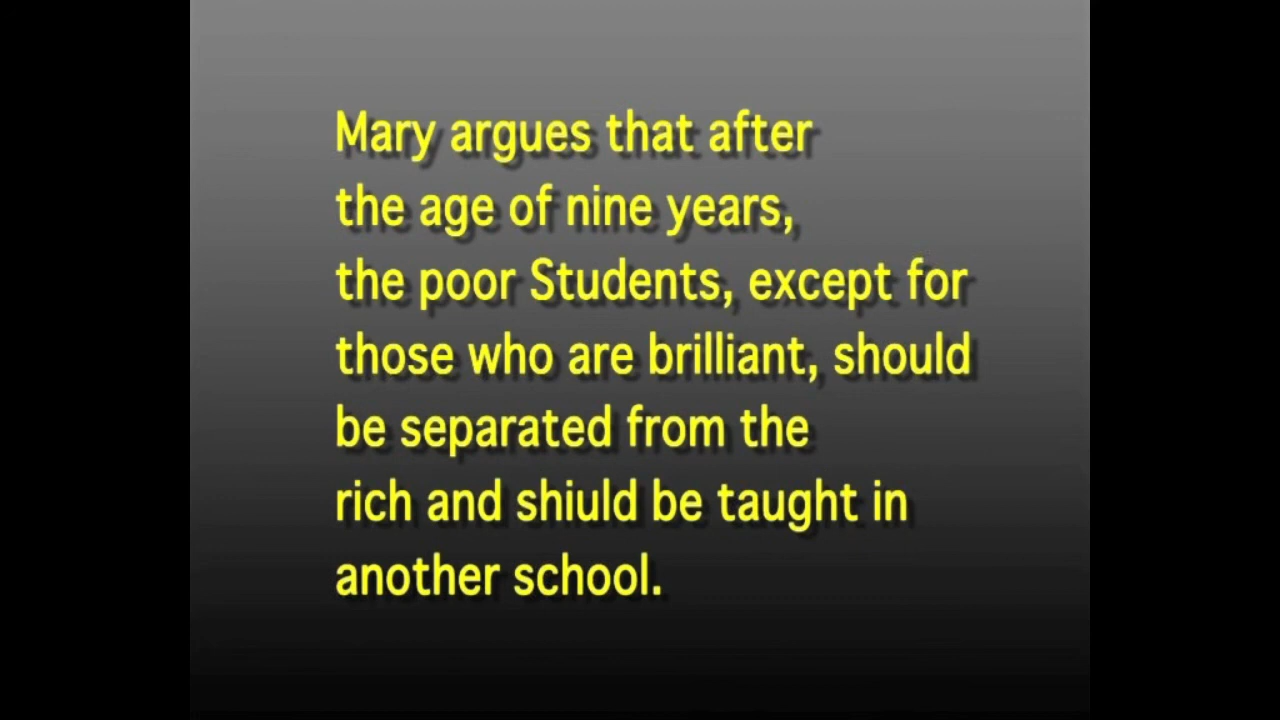 Mary argues that after
the age of nine years,
the poor Students, except for
those who are brilliant, should
be separated from the
rich and shiuld be taught in
another school.